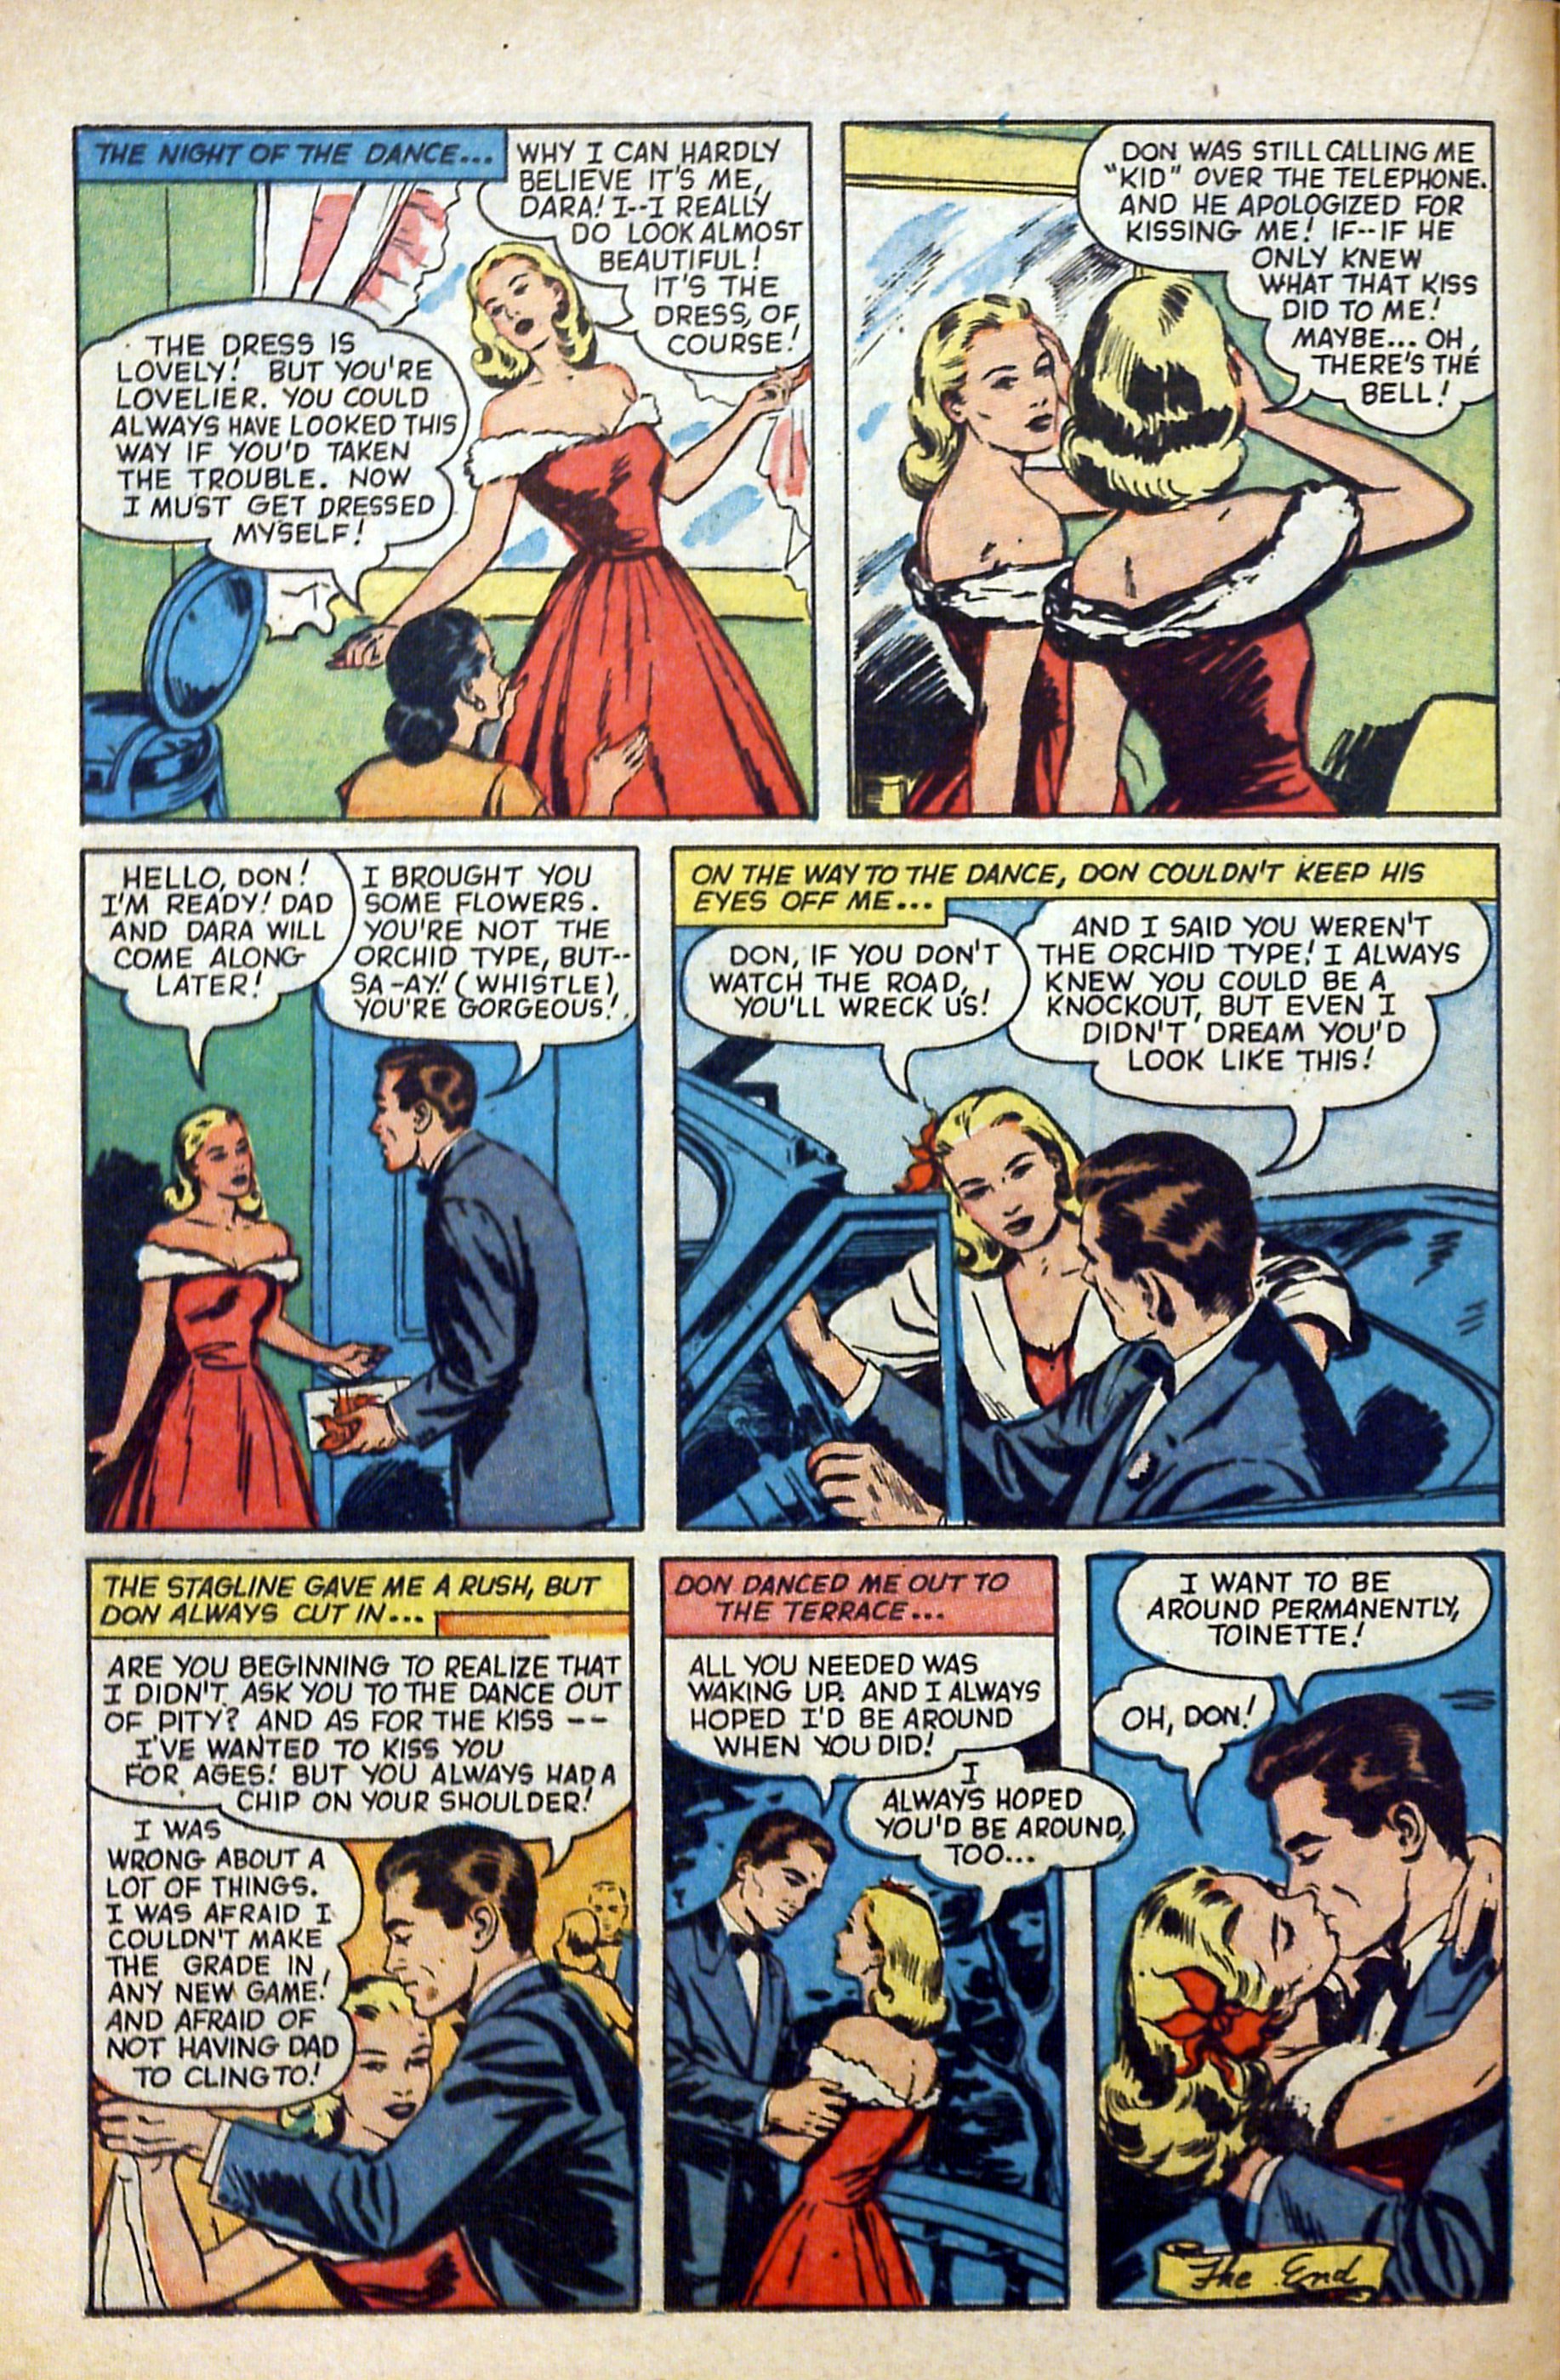 THE NIGHT OF THE DANCE...
WHY I CAN HARDLY
BELIEVE IT'S ME,
DARA! I--I REALLY
DO LOOK ALMOST
BEAUTIFUL!
IT'S THE
DRESS, OF
COURSE!
THE DRESS IS
LOVELY! BUT YOU'RE
LOVELIER. YOU COULD
ALWAYS HAVE LOOKED THIS
WAY IF YOU'D TAKEN
THE TROUBLE. NOW
I MUST GET DRESSED
MYSELF!
DON WAS STILL CALLING ME
"KID" OVER THE TELEPHONE.
AND HE APOLOGIZED FOR
KISSING ME! IF--IF HE
ONLY KNEW
WHAT THAT KISS
DID TO ME!
MAYBE... OH,
THERE'S THE
BELL!
HELLO, DON!
I'M READY! DAD
AND DARA WILL
COME ALONG
LATER!
I BROUGHT YOU
SOME FLOWERS.
YOU'RE NOT THE
ORCHID TYPE, BUT--
SA-AY! (WHISTLE)
YOU'RE GORGEOUS!
ON THE WAY TO THE DANCE, DON COULDN'T KEEP HIS
EYES OFF ME...
DON, IF YOU DON'T
WATCH THE ROAD,
YOU'LL WRECK US!
AND I SAID YOU WEREN'T
THE ORCHID TYPE! I ALWAYS
KNEW YOU COULD BE A
KNOCKOUT, BUT EVEN I
DIDN'T DREAM YOU'D
LOOK LIKE THIS!
THE STAGLINE GAVE ME A RUSH, BUT
DON ALWAYS CUT IN...
ARE YOU BEGINNING TO REALIZE THAT
I DIDN'T ASK YOU TO THE DANCE OUT
OF PITY? AND AS FOR THE KISS --
I'VE WANTED TO KISS YOU
FOR AGES! BUT YOU ALWAYS HAD A
CHIP ON YOUR SHOULDER!
I WAS
WRONG ABOUT A
LOT OF THINGS.
I WAS AFRAID I
COULDN'T MAKE
THE GRADE IN
ANY NEW GAME!
AND AFRAID OF
NOT HAVING DAD
TO CLING TO!
DON DANCED ME OUT TO
THE TERRACE...
ALL YOU NEEDED WAS
WAKING UP. AND I ALWAYS
HOPED I'D BE AROUND
WHEN YOU DID!
I
ALWAYS HOPED
YOU'D BE AROUND,
TOO...
I WANT TO BE
AROUND PERMANENTLY,
TOINETTE!
OH, DON!
The End